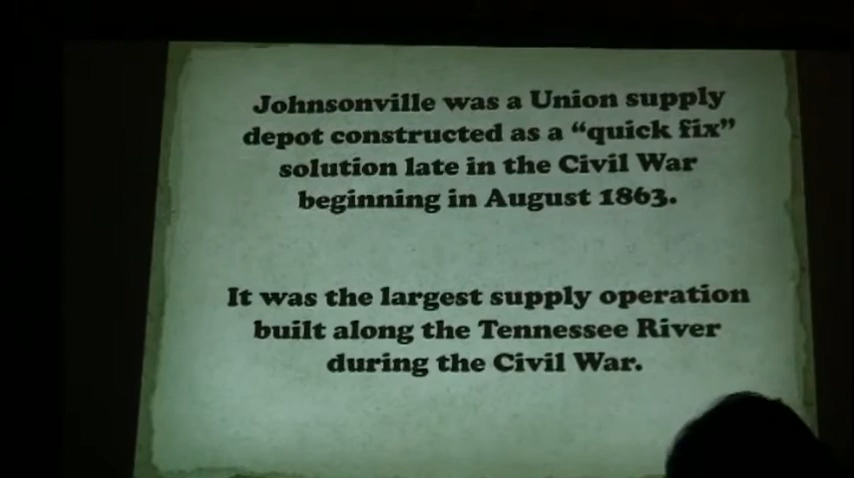 Johnsonville was a Union supply
depot constructed as a “quick fix”
solution late in the Civil War
beginning in August 1863.
It was the largest supply operation
built along the Tennessee River
during the Civil War.